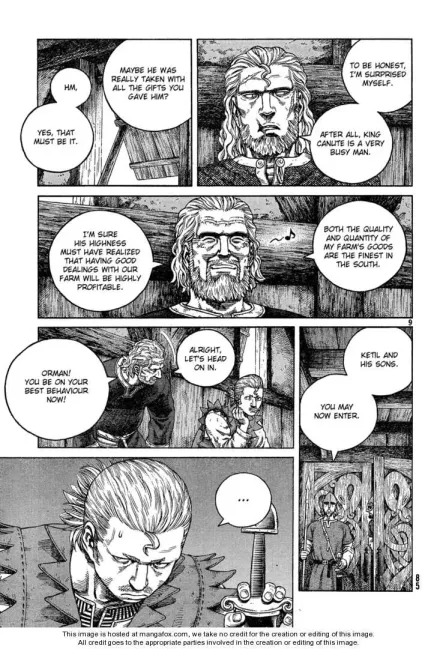 MAYBE HE WAS
REALLY TAKEN WITH
ALL THE GIFTS YOU
GAVE HIM?
HM,
YES, THAT
MUST BE IT.
TO BE HONEST,
I'M SURPRISED
MYSELF.
AFTER ALL, KING
CANUTE IS A VERY
BUSY MAN.
I'M SURE
HIS HIGHNESS
MUST HAVE REALIZED
THAT HAVING GOOD
DEALINGS WITH OUR
FARM WILL BE HIGHLY
PROFITABLE.
BOTH THE QUALITY
AND QUANTITY OF
MY FARM'S GOODS
ARE THE FINEST IN
THE SOUTH.
9
ORMAR!
YOU BE ON YOUR
BEST BEHAVIOUR
NOW!
ALRIGHT,
LET'S HEAD
ON IN.
KETIL AND
HIS SONS.
YOU MAY
NOW ENTER.
...
85
This image is hosted at mangafox.com, we take no credit for the creation or editing of this image.
All credit goes to the appropriate parties involved in the creation or editing of this image.